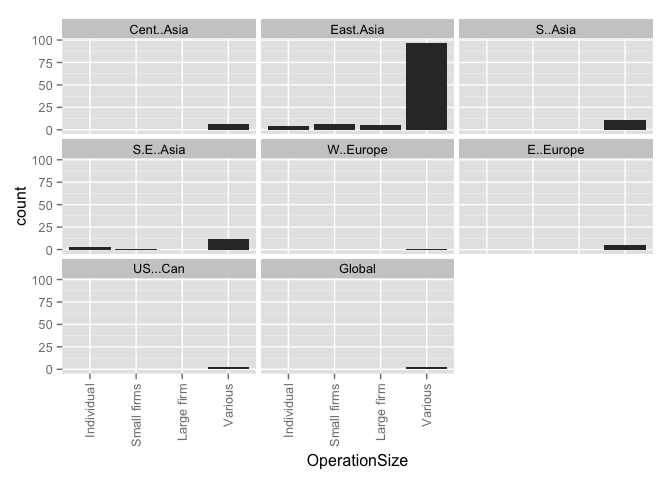 Cent..Asia East.Asia S..Asia
100
75
50
25
0
S.E..Asia W..Europe E..Europe
100
75
50
25
0
US...Can Global
100
75
50
25
0
count
Individual Small firms Large firm Various Individual Small firms Large firm Various
OperationSize